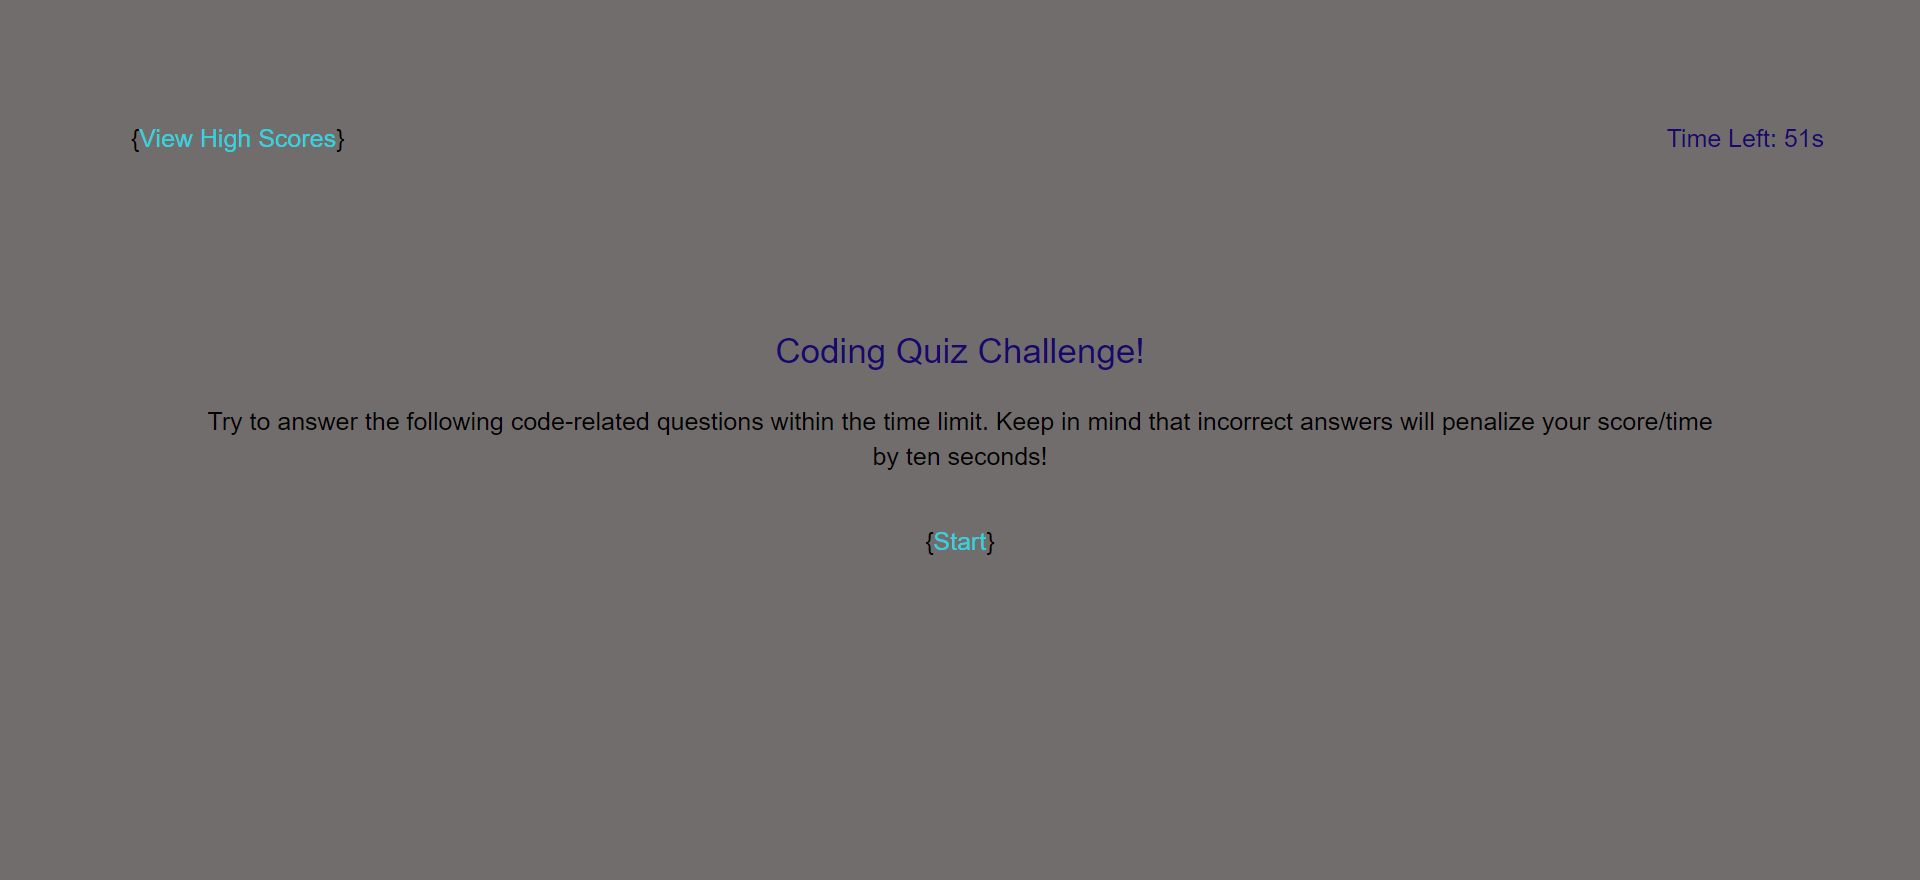 {View High Scores}
Time Left: 51s
Coding Quiz Challenge!
Try to answer the following code-related questions within the time limit. Keep in mind that incorrect answers will penalize your score/time
by ten seconds!
{Start}